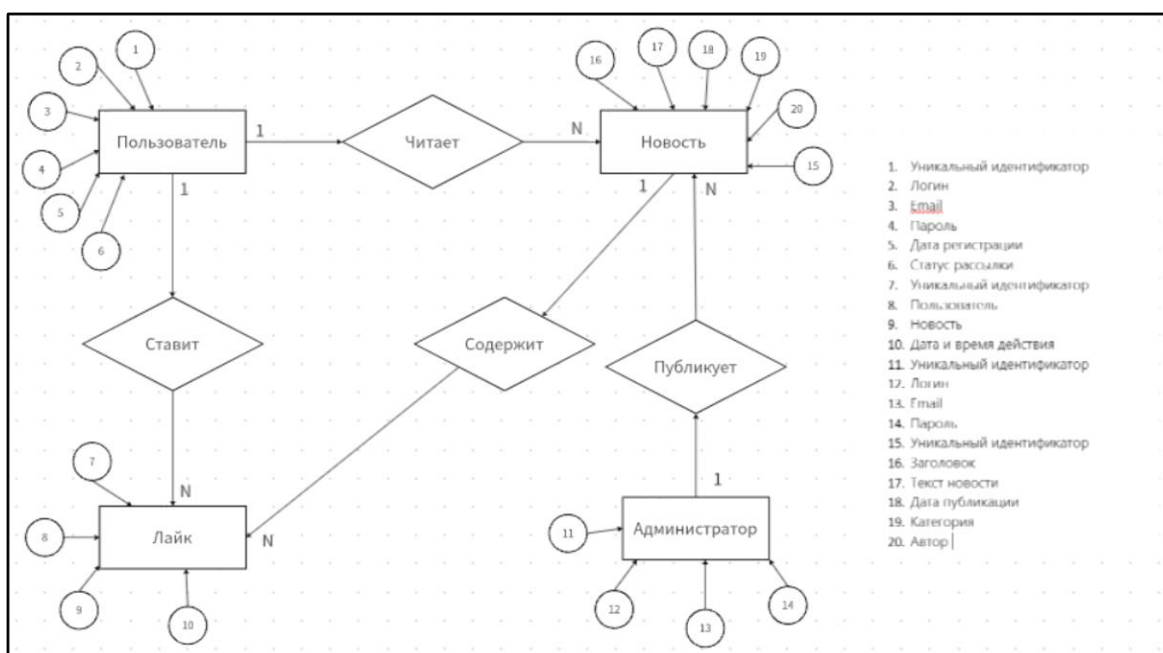 1
2
3
4
5
6
Пользователь
1
Читает
N
Новость
16
17
18
19
20
15
1
1
N
Ставит
Содержит
Публикует
N
N
1
7
8
9
10
Лайк
11
12
13
14
Администратор
1. Уникальный идентификатор
2. Логин
3. Email
4. Пароль
5. Дата регистрации
6. Статус рассылки
7. Уникальный идентификатор
8. Пользователь
9. Новость
10. Дата и время действия
11. Уникальный идентификатор
12. Логин
13. Email
14. Пароль
15. Уникальный идентификатор
16. Заголовок
17. Текст новости
18. Дата публикации
19. Категория
20. Автор